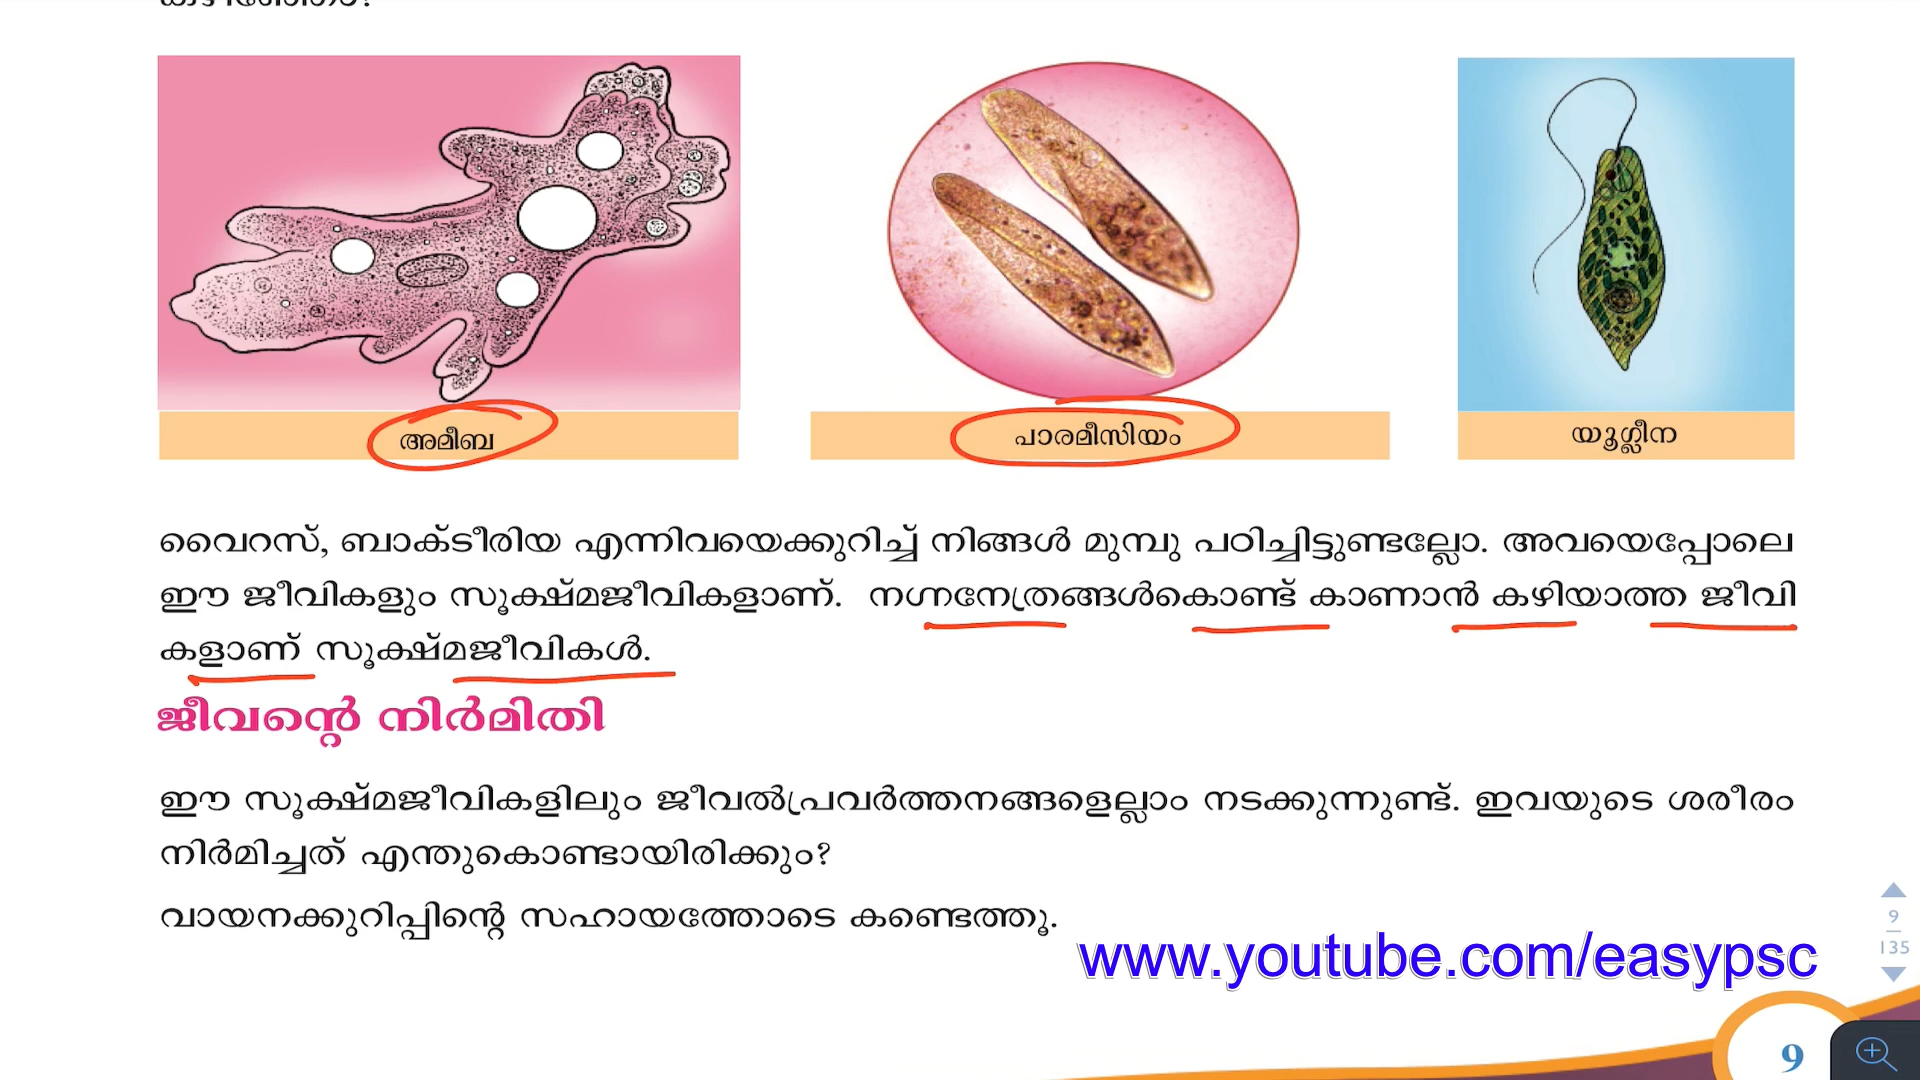 അമീബ
പാരമീസിയം
യൂഗ്ലീന
വൈറസ്, ബാക്ടീരിയ എന്നിവയെക്കുറിച്ച് നിങ്ങൾ മുമ്പു പഠിച്ചിട്ടുണ്ടല്ലോ. അവയെപ്പോലെ
ഈ ജീവികളും സൂക്ഷ്മജീവികളാണ്. നഗ്നനേത്രങ്ങൾകൊണ്ട് കാണാൻ കഴിയാത്ത ജീവി
കളാണ് സൂക്ഷ്മജീവികൾ.
ജീവന്റെ നിർമിതി
ഈ സൂക്ഷ്മജീവികളിലും ജീവൽപ്രവർത്തനങ്ങളെല്ലാം നടക്കുന്നുണ്ട്. ഇവയുടെ ശരീരം
നിർമിച്ചത് എന്തുകൊണ്ടായിരിക്കും?
വായനക്കുറിപ്പിന്റെ സഹായത്തോടെ കണ്ടെത്തൂ.
www.youtube.com/easypsc
9
135
9